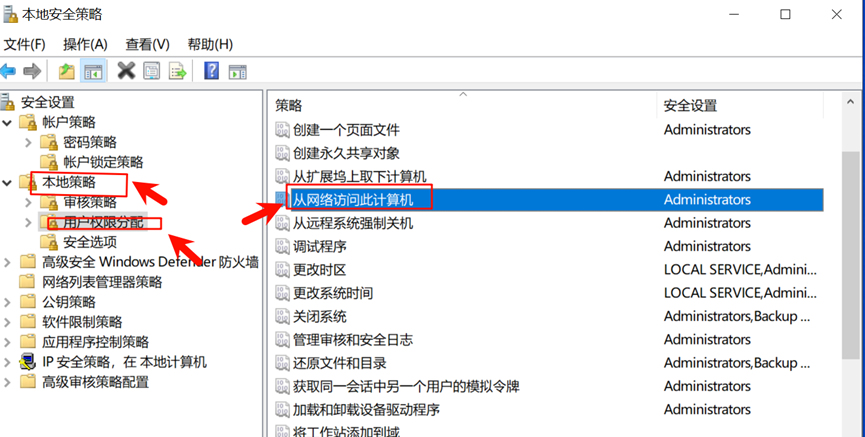 本地安全策略
文件(F) 操作(A) 查看(V) 帮助(H)
安全设置
帐户策略
密码策略
帐户锁定策略
本地策略
审核策略
用户权限分配
安全选项
高级安全 Windows Defender 防火墙
网络列表管理器策略
公钥策略
软件限制策略
应用程序控制策略
IP 安全策略，在 本地计算机
高级审核策略配置
策略 安全设置
创建一个页面文件 Administrators
创建永久共享对象
从扩展坞上取下计算机 Administrators
从网络访问此计算机 Administrators
从远程系统强制关机 Administrators
调试程序 Administrators
更改时区 LOCAL SERVICE,Admini...
更改系统时间 LOCAL SERVICE,Admini...
关闭系统 Administrators,Backup ...
管理审核和安全日志 Administrators
还原文件和目录 Administrators,Backup ...
获取同一会话中另一个用户的模拟令牌 Administrators
加载和卸载设备驱动程序 Administrators
将工作站添加到域